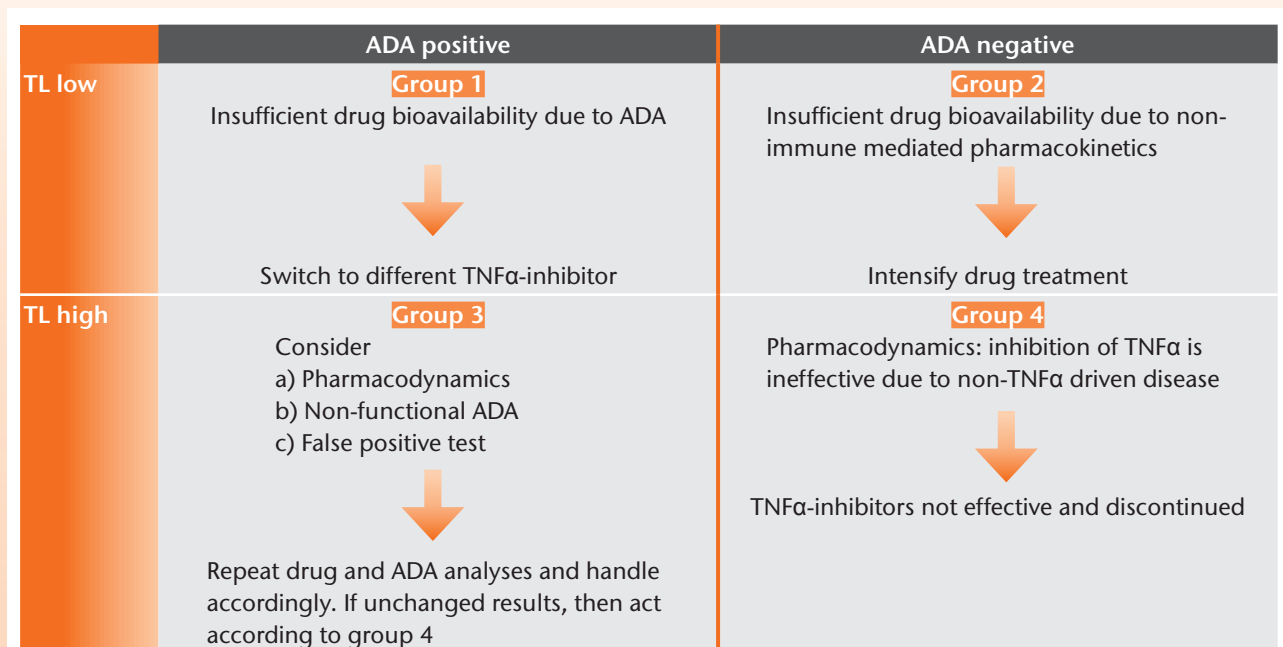 ADA positive
ADA negative
TL low
Group 1
Insufficient drug bioavailability due to ADA
Switch to different TNFα-inhibitor
Group 2
Insufficient drug bioavailability due to non-
immune mediated pharmacokinetics
Intensify drug treatment
TL high
Group 3
Consider
a) Pharmacodynamics
b) Non-functional ADA
c) False positive test
Repeat drug and ADA analyses and handle
accordingly. If unchanged results, then act
according to group 4
Group 4
Pharmacodynamics: inhibition of TNFα is
ineffective due to non-TNFα driven disease
TNFα-inhibitors not effective and discontinued